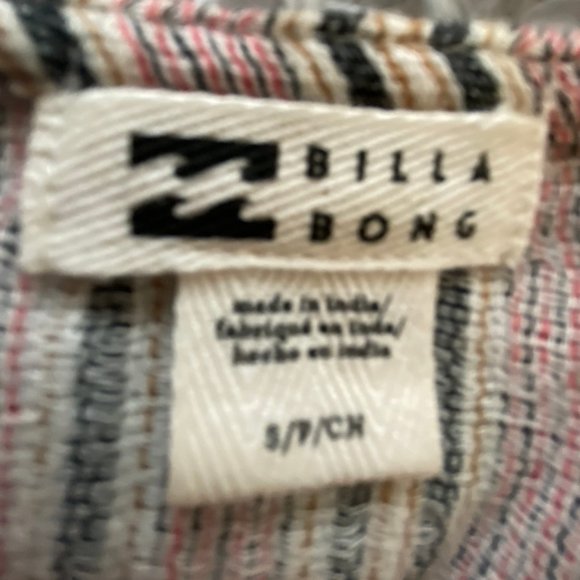 BILLA
BONG
made in india/
fabriqué en inde/
hecho en india
S/P/CH